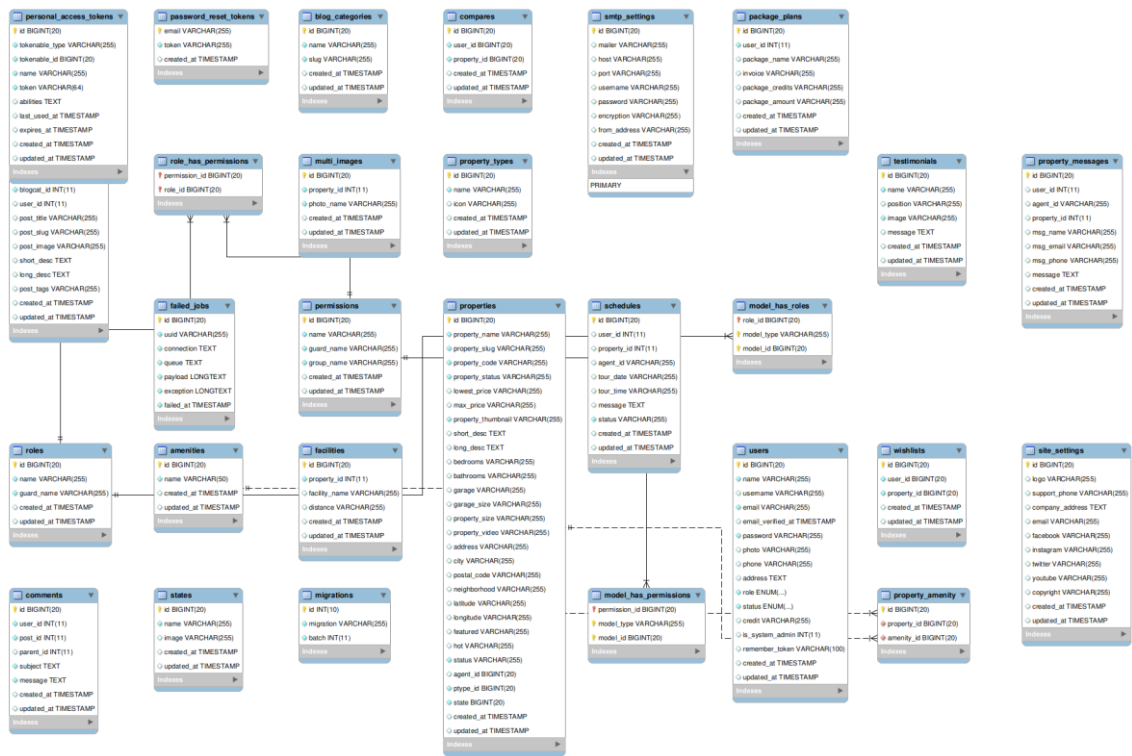 personal_access_tokens
id BIGINT(20)
tokenable_type VARCHAR(255)
tokenable_id BIGINT(20)
name VARCHAR(255)
token VARCHAR(64)
abilities TEXT
last_used_at TIMESTAMP
expires_at TIMESTAMP
created_at TIMESTAMP
updated_at TIMESTAMP
Indexes
password_reset_tokens
email VARCHAR(255)
token VARCHAR(255)
created_at TIMESTAMP
Indexes
blog_categories
id BIGINT(20)
name VARCHAR(255)
slug VARCHAR(255)
created_at TIMESTAMP
updated_at TIMESTAMP
Indexes
compares
id BIGINT(20)
user_id BIGINT(20)
property_id BIGINT(20)
created_at TIMESTAMP
updated_at TIMESTAMP
Indexes
smtp_settings
id BIGINT(20)
mailer VARCHAR(255)
host VARCHAR(255)
port VARCHAR(255)
username VARCHAR(255)
password VARCHAR(255)
encryption VARCHAR(255)
from_address VARCHAR(255)
created_at TIMESTAMP
updated_at TIMESTAMP
Indexes
PRIMARY
package_plans
id BIGINT(20)
user_id INT(11)
package_name VARCHAR(255)
invoice VARCHAR(255)
package_credits VARCHAR(255)
package_amount VARCHAR(255)
created_at TIMESTAMP
updated_at TIMESTAMP
Indexes
blogcat_id INT(11)
user_id INT(11)
post_title VARCHAR(255)
post_slug VARCHAR(255)
post_image VARCHAR(255)
short_desc TEXT
long_desc TEXT
post_tags VARCHAR(255)
created_at TIMESTAMP
updated_at TIMESTAMP
Indexes
role_has_permissions
permission_id BIGINT(20)
role_id BIGINT(20)
Indexes
multi_images
id BIGINT(20)
property_id INT(11)
photo_name VARCHAR(255)
created_at TIMESTAMP
updated_at TIMESTAMP
Indexes
property_types
id BIGINT(20)
name VARCHAR(255)
icon VARCHAR(255)
created_at TIMESTAMP
updated_at TIMESTAMP
Indexes
testimonials
id BIGINT(20)
name VARCHAR(255)
position VARCHAR(255)
image VARCHAR(255)
message TEXT
created_at TIMESTAMP
updated_at TIMESTAMP
Indexes
property_messages
id BIGINT(20)
user_id INT(11)
agent_id VARCHAR(255)
property_id INT(11)
msg_name VARCHAR(255)
msg_email VARCHAR(255)
msg_phone VARCHAR(255)
message TEXT
created_at TIMESTAMP
updated_at TIMESTAMP
Indexes
failed_jobs
id BIGINT(20)
uuid VARCHAR(255)
connection TEXT
queue TEXT
payload LONGTEXT
exception LONGTEXT
failed_at TIMESTAMP
Indexes
permissions
id BIGINT(20)
name VARCHAR(255)
guard_name VARCHAR(255)
group_name VARCHAR(255)
created_at TIMESTAMP
updated_at TIMESTAMP
Indexes
properties
id BIGINT(20)
property_name VARCHAR(255)
property_slug VARCHAR(255)
property_code VARCHAR(255)
property_status VARCHAR(255)
lowest_price VARCHAR(255)
max_price VARCHAR(255)
property_thumbnail VARCHAR(255)
short_desc TEXT
long_desc TEXT
bedrooms VARCHAR(255)
bathrooms VARCHAR(255)
garage VARCHAR(255)
garage_size VARCHAR(255)
property_size VARCHAR(255)
property_video VARCHAR(255)
address VARCHAR(255)
city VARCHAR(255)
postal_code VARCHAR(255)
neighborhood VARCHAR(255)
latitude VARCHAR(255)
longitude VARCHAR(255)
featured VARCHAR(255)
hot VARCHAR(255)
status VARCHAR(255)
agent_id BIGINT(20)
ptype_id BIGINT(20)
state BIGINT(20)
created_at TIMESTAMP
updated_at TIMESTAMP
Indexes
schedules
id BIGINT(20)
user_id INT(11)
property_id INT(11)
agent_id VARCHAR(255)
tour_date VARCHAR(255)
tour_time VARCHAR(255)
message TEXT
status VARCHAR(255)
created_at TIMESTAMP
updated_at TIMESTAMP
Indexes
model_has_roles
role_id BIGINT(20)
model_type VARCHAR(255)
model_id BIGINT(20)
Indexes
roles
id BIGINT(20)
name VARCHAR(255)
guard_name VARCHAR(255)
created_at TIMESTAMP
updated_at TIMESTAMP
Indexes
amenities
id BIGINT(20)
name VARCHAR(50)
created_at TIMESTAMP
updated_at TIMESTAMP
Indexes
facilities
id BIGINT(20)
property_id INT(11)
facility_name VARCHAR(255)
distance VARCHAR(255)
created_at TIMESTAMP
updated_at TIMESTAMP
Indexes
users
id BIGINT(20)
name VARCHAR(255)
username VARCHAR(255)
email VARCHAR(255)
email_verified_at TIMESTAMP
password VARCHAR(255)
photo VARCHAR(255)
phone VARCHAR(255)
address TEXT
role ENUM(...)
status ENUM(...)
credit VARCHAR(255)
is_system_admin INT(11)
remember_token VARCHAR(100)
created_at TIMESTAMP
updated_at TIMESTAMP
Indexes
wishlists
id BIGINT(20)
user_id BIGINT(20)
property_id BIGINT(20)
created_at TIMESTAMP
updated_at TIMESTAMP
Indexes
site_settings
id BIGINT(20)
logo VARCHAR(255)
support_phone VARCHAR(255)
company_address TEXT
email VARCHAR(255)
facebook VARCHAR(255)
instagram VARCHAR(255)
twitter VARCHAR(255)
youtube VARCHAR(255)
copyright VARCHAR(255)
created_at TIMESTAMP
updated_at TIMESTAMP
Indexes
comments
id BIGINT(20)
user_id INT(11)
post_id INT(11)
parent_id INT(11)
subject TEXT
message TEXT
created_at TIMESTAMP
updated_at TIMESTAMP
Indexes
states
id BIGINT(20)
name VARCHAR(255)
image VARCHAR(255)
created_at TIMESTAMP
updated_at TIMESTAMP
Indexes
migrations
id INT(10)
migration VARCHAR(255)
batch INT(11)
Indexes
model_has_permissions
permission_id BIGINT(20)
model_type VARCHAR(255)
model_id BIGINT(20)
Indexes
property_amenity
id BIGINT(20)
property_id BIGINT(20)
amenity_id BIGINT(20)
Indexes